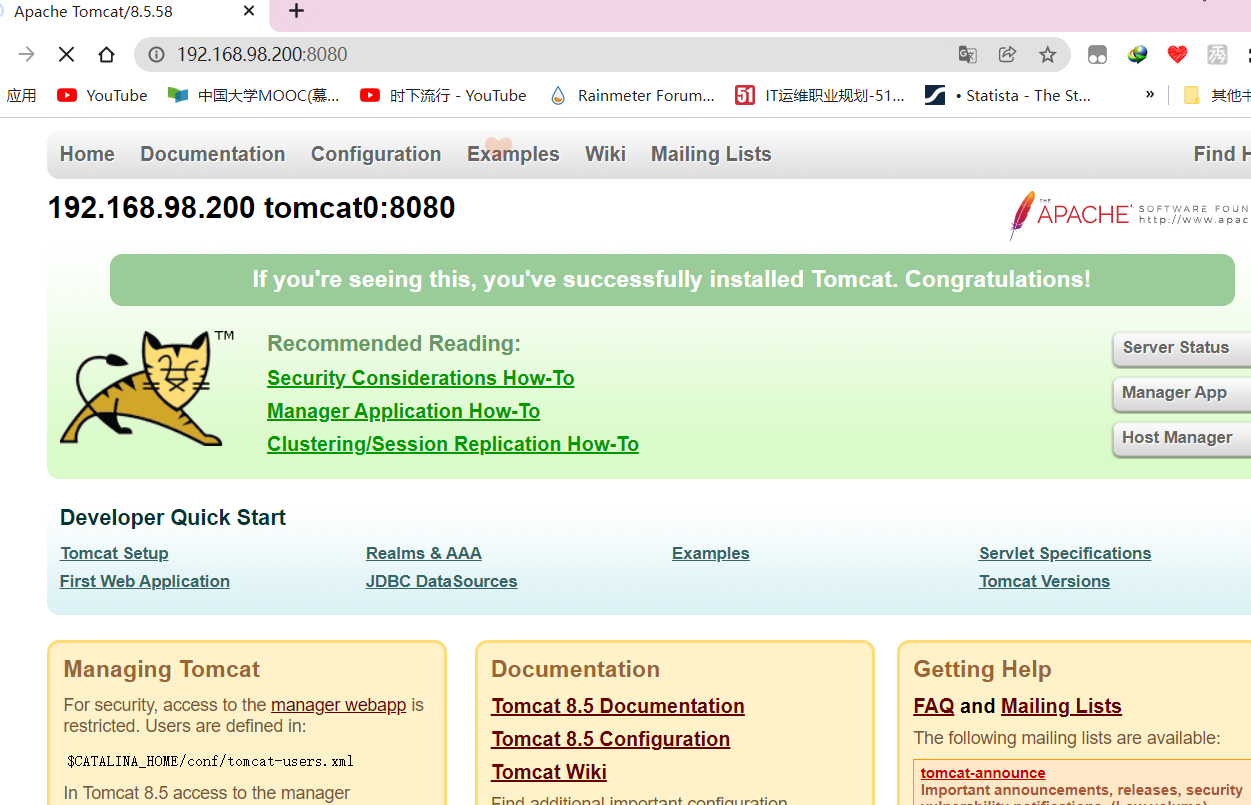 Apache Tomcat/8.5.58
192.168.98.200:8080
应用 YouTube 中国大学MOOC(慕... 时下流行 - YouTube Rainmeter Forum... 51 IT运维职业规划-51... • Statista - The St... » 其他书
Home Documentation Configuration Examples Wiki Mailing Lists Find H
192.168.98.200 tomcat0:8080
THE APACHE SOFTWARE FOUN
http://www.apac
If you're seeing this, you've successfully installed Tomcat. Congratulations!
TM
Recommended Reading:
Security Considerations How-To
Manager Application How-To
Clustering/Session Replication How-To
Server Status
Manager App
Host Manager
Developer Quick Start
Tomcat Setup Realms & AAA Examples Servlet Specifications
First Web Application JDBC DataSources Tomcat Versions
Managing Tomcat
For security, access to the manager webapp is
restricted. Users are defined in:
$CATALINA_HOME/conf/tomcat-users.xml
In Tomcat 8.5 access to the manager
Documentation
Tomcat 8.5 Documentation
Tomcat 8.5 Configuration
Tomcat Wiki
Find additional important configuration
Getting Help
FAQ and Mailing Lists
The following mailing lists are available:
tomcat-announce
Important announcements, releases, security
vulnerability notifications. (Low volume).